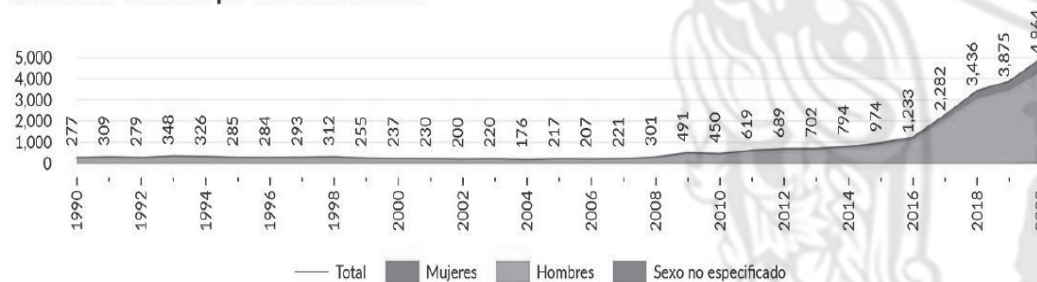 5,000
4,000
3,000
2,000
1,000
0
277 309 279 348 326 285 284 293 312 255 237 230 200 220 176 217 207 221 301 491 450 619 689 702 794 974 1,233 2,282 3,436 3,875
1990 1992 1994 1996 1998 2000 2002 2004 2006 2008 2010 2012 2014 2016 2018
Total Mujeres Hombres Sexo no especificado